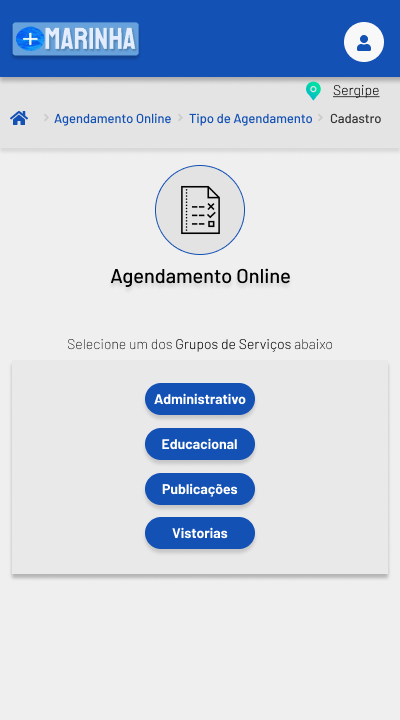 MARINHA
Sergipe
Agendamento Online > Tipo de Agendamento > Cadastro
Agendamento Online
Selecione um dos Grupos de Serviços abaixo
Administrativo
Educacional
Publicações
Vistorias